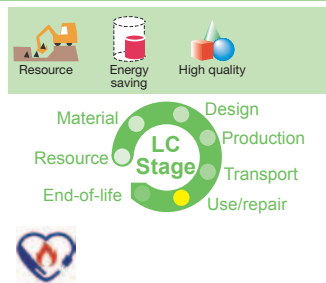 Resource
Energy
saving
High quality
Design
Material
Production
LC
Stage
Resource
Transport
End-of-life
Use/repair